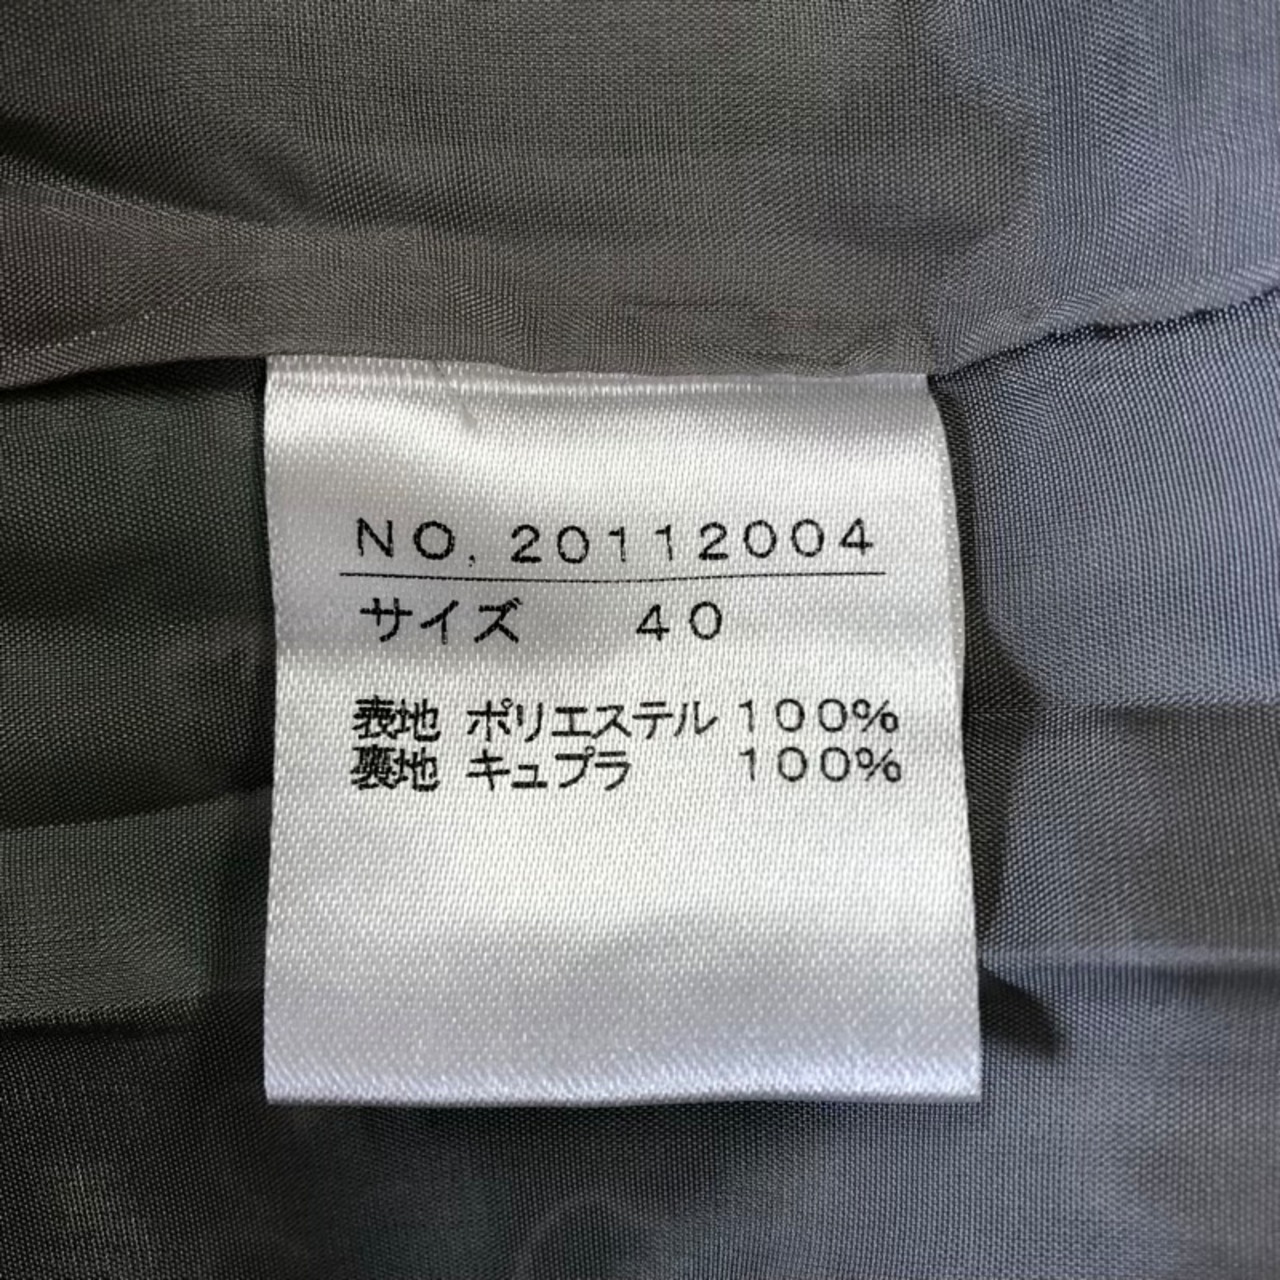 NO. 20112004
サイズ 40
表地 ポリエステル 100%
裏地 キュプラ 100%